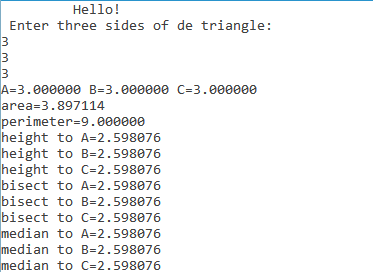 Hello!
Enter three sides of de triangle:
3
3
3
A=3.000000 B=3.000000 C=3.000000
area=3.897114
perimeter=9.000000
height to A=2.598076
height to B=2.598076
height to C=2.598076
bisect to A=2.598076
bisect to B=2.598076
bisect to C=2.598076
median to A=2.598076
median to B=2.598076
median to C=2.598076